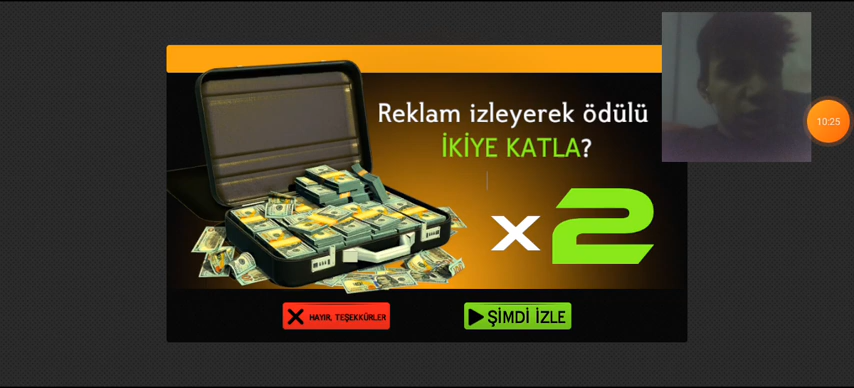 Reklam izleyerek ödülü
İKİYE KATLA?
x2
10:25
HAYIR, TEŞEKKÜRLER
ŞİMDİ İZLE